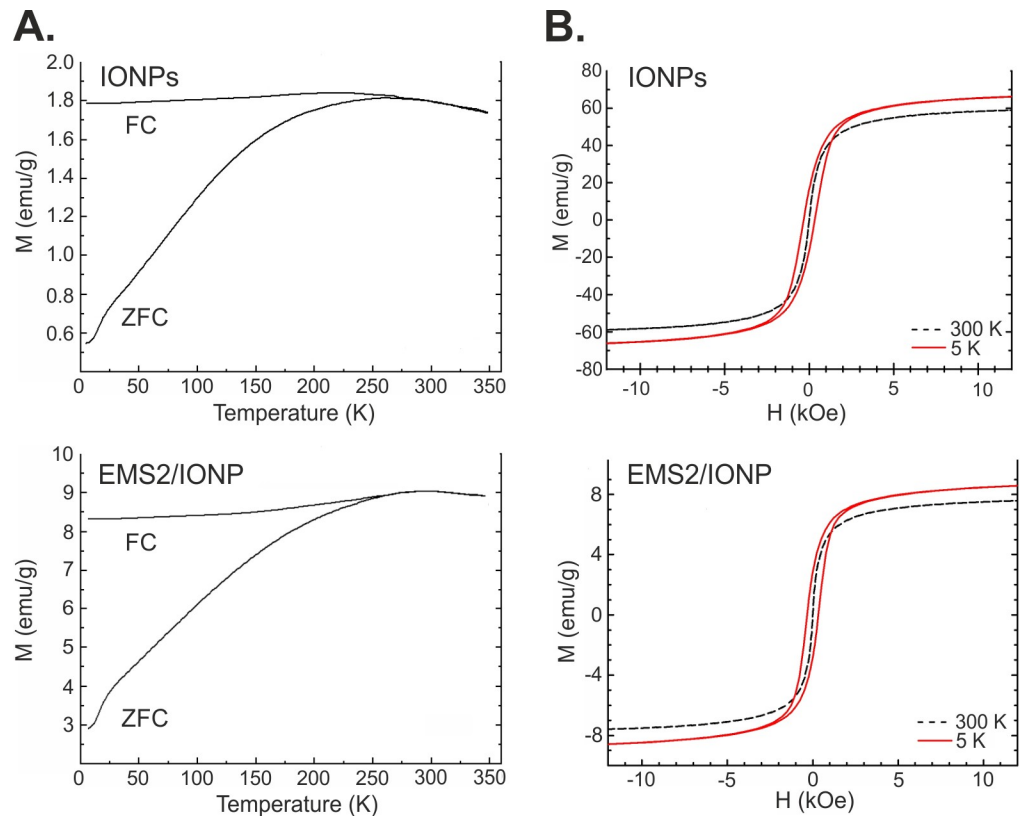 A.
B.
2.0
1.8
1.6
1.4
1.2
1.0
0.8
0.6
M (emu/g)
IONPs
FC
ZFC
0 50 100 150 200 250 300 350
Temperature (K)
80
60
40
20
0
-20
-40
-60
-80
M (emu/g)
IONPs
300 K
5 K
-10 -5 0 5 10
H (kOe)
10
9
8
7
6
5
4
3
M (emu/g)
EMS2/IONP
FC
ZFC
0 50 100 150 200 250 300 350
Temperature (K)
8
4
0
-4
-8
M (emu/g)
EMS2/IONP
300 K
5 K
-10 -5 0 5 10
H (kOe)